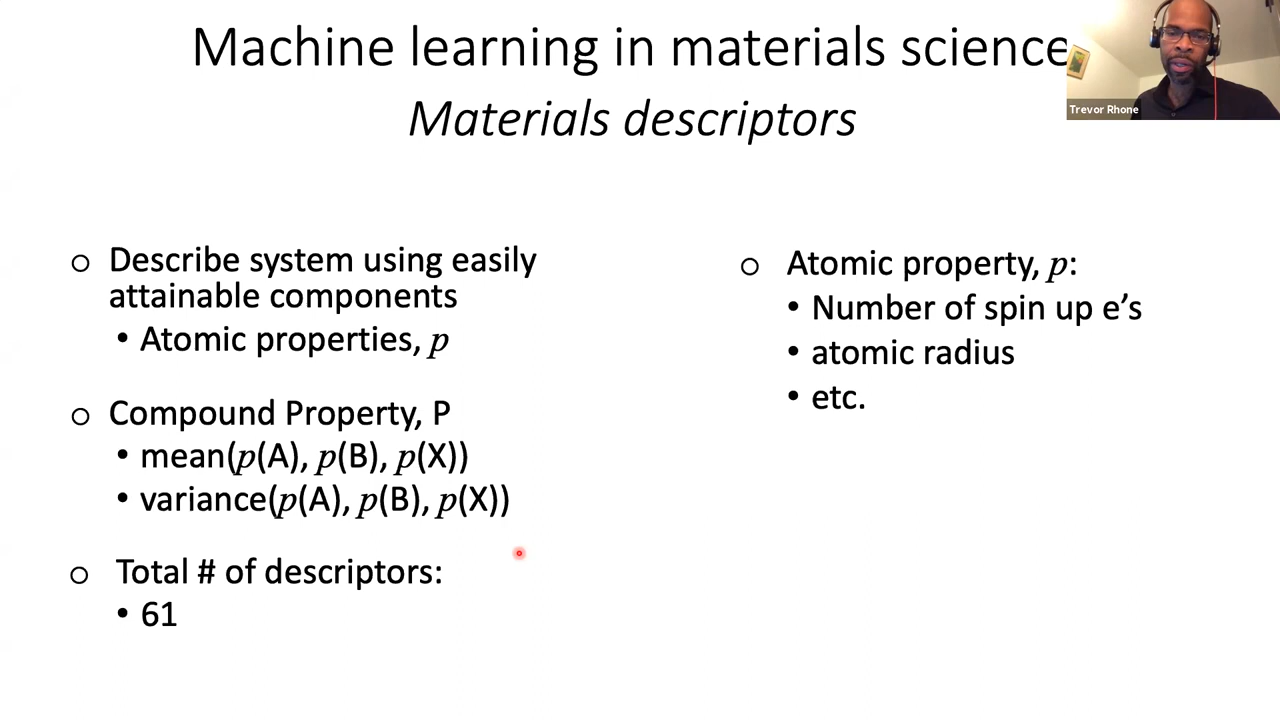 Machine learning in materials science
Materials descriptors
Trevor Rhone
○ Describe system using easily
attainable components
• Atomic properties, p
○ Compound Property, P
• mean(p(A), p(B), p(X))
• variance(p(A), p(B), p(X))
○ Total # of descriptors:
• 61
○ Atomic property, p:
• Number of spin up e’s
• atomic radius
• etc.